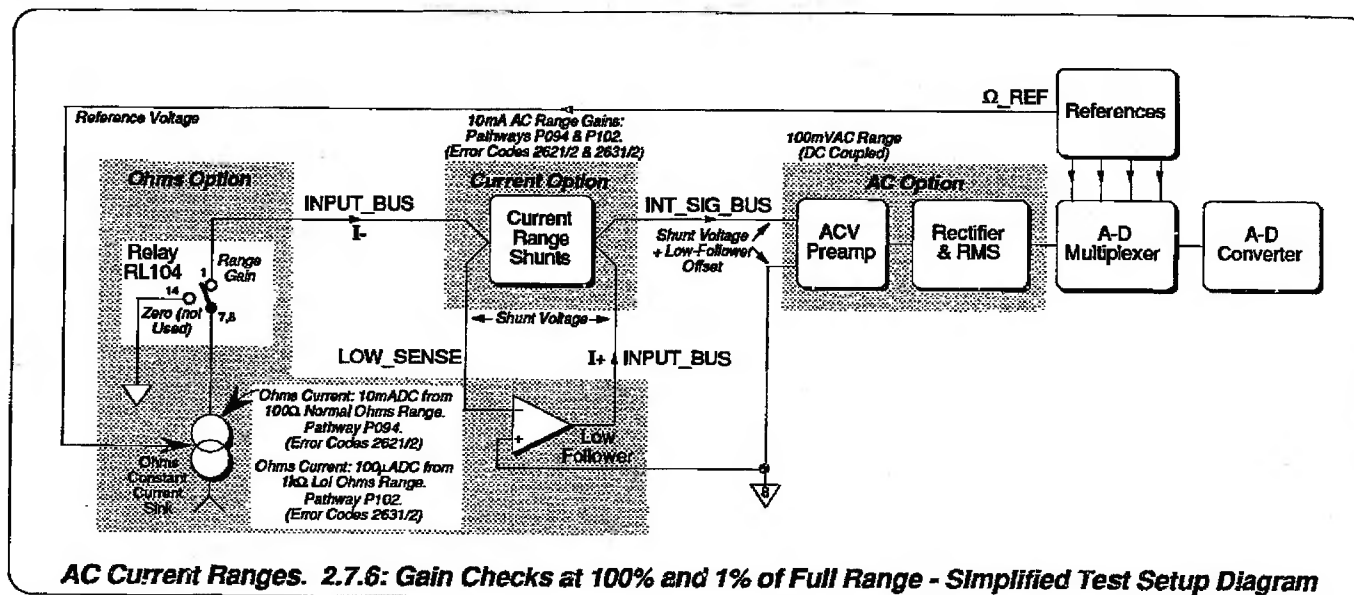 Ω_REF
References
Reference Voltage
10mA AC Range Gains:
Pathways P094 & P102.
(Error Codes 2621/2 & 2631/2)
100mVAC Range
(DC Coupled)
Ohms Option
Current Option
AC Option
INPUT_BUS
I-
Current
Range
Shunts
INT_SIG_BUS
Shunt Voltage
+ Low-Follower
Offset
ACV
Preamp
Rectifier
& RMS
A-D
Multiplexer
A-D
Converter
Relay
RL104
1
Range
Gain
14
7,8
Zero (not
Used)
Shunt Voltage
LOW_SENSE
I+ INPUT_BUS
Ohms Current: 10mADC from
100Ω Normal Ohms Range.
Pathway P094.
(Error Codes 2621/2)
Ohms Current: 100µADC from
1kΩ LoI Ohms Range.
Pathway P102.
(Error Codes 2631/2)
Ohms
Constant
Current
Sink
-
+
Low
Follower
8
AC Current Ranges. 2.7.6: Gain Checks at 100% and 1% of Full Range - Simplified Test Setup Diagram